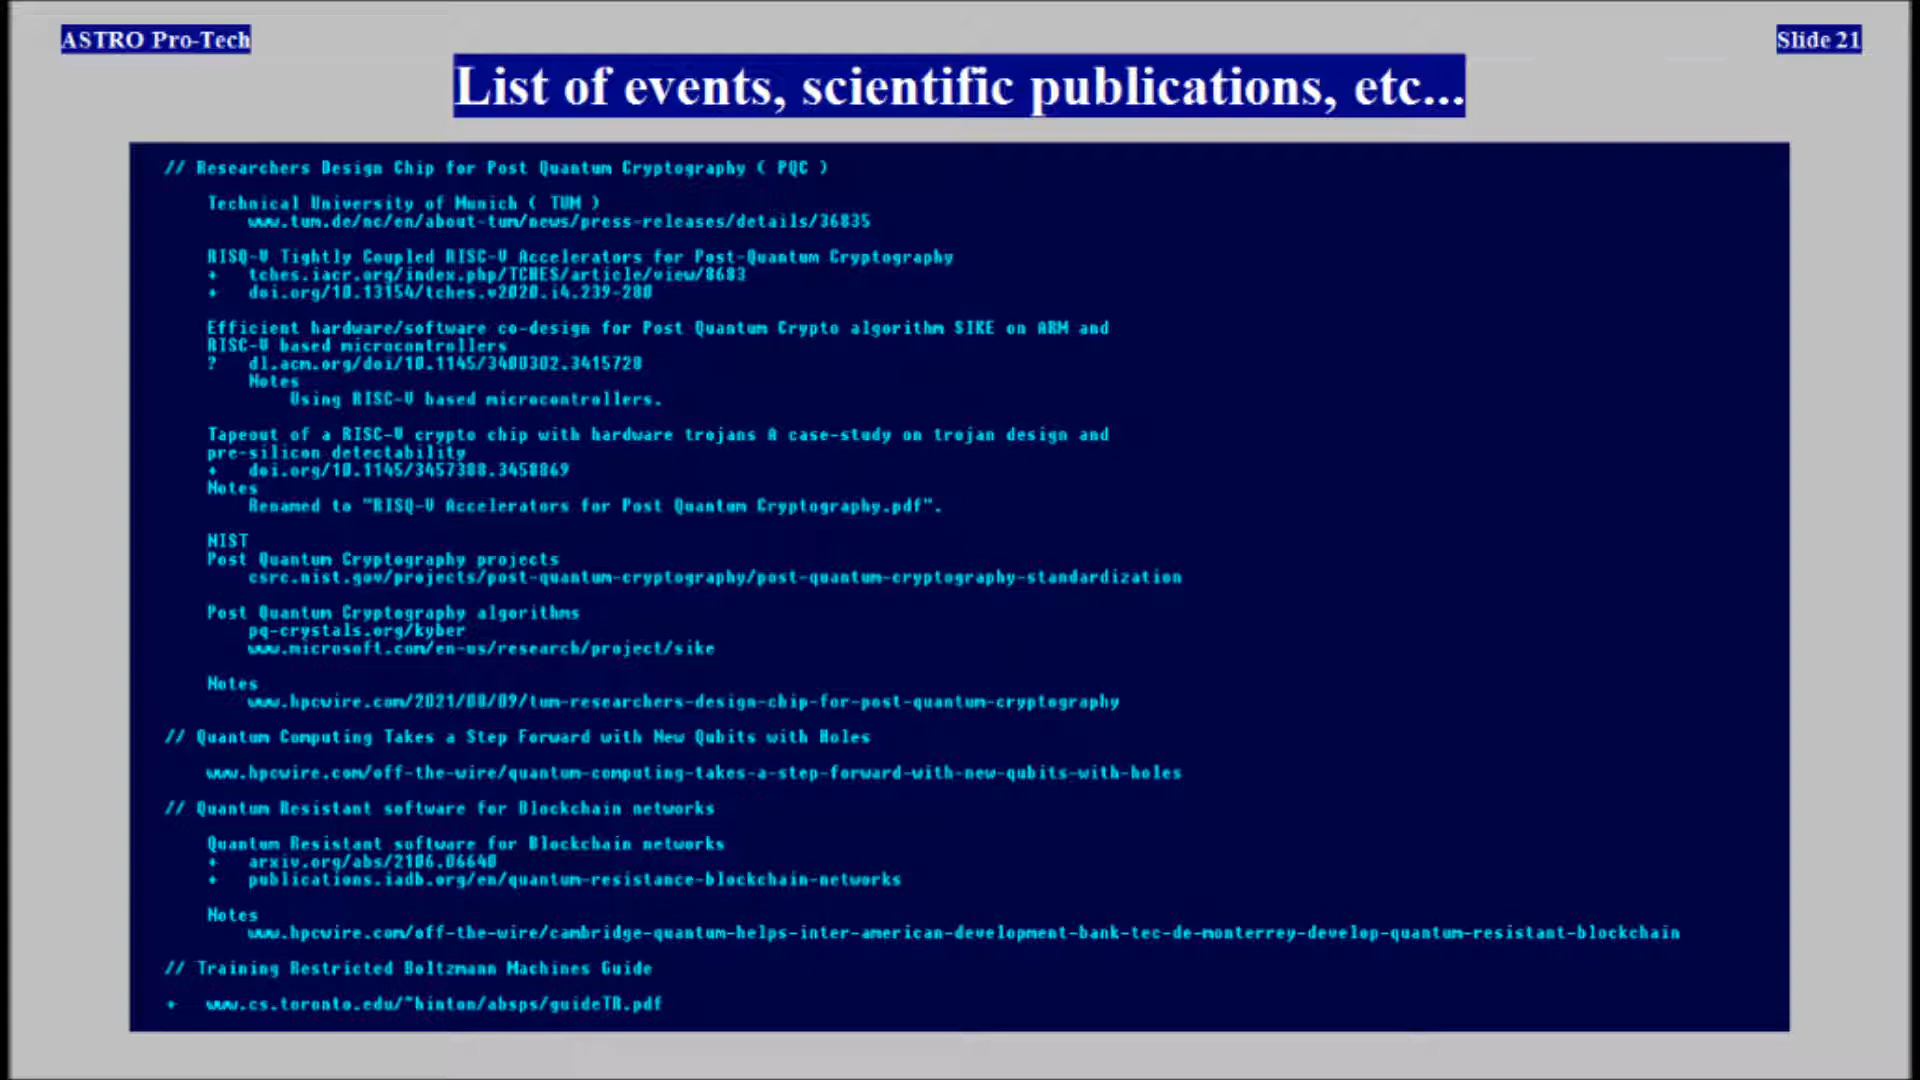 ASTRO Pro-Tech
Slide 21
List of events, scientific publications, etc...
// Researchers Design Chip for Post Quantum Cryptography ( PQC )
Technical University of Munich ( TUM )
www.tum.de/nc/en/about-tum/news/press-releases/details/36835
RISQ-V Tightly Coupled RISC-V Accelerators for Post-Quantum Cryptography
+ tches.iacr.org/index.php/TCHES/article/view/8683
+ doi.org/10.13154/tches.v2020.i4.239-280
Efficient hardware/software co-design for Post Quantum Crypto algorithm SIKE on ARM and
RISC-V based microcontrollers
? dl.acm.org/doi/10.1145/3400302.3415728
Notes
Using RISC-V based microcontrollers.
Tapeout of a RISC-V crypto chip with hardware trojans A case-study on trojan design and
pre-silicon detectability
+ doi.org/10.1145/3457388.3458869
Notes
Renamed to "RISQ-V Accelerators for Post Quantum Cryptography.pdf".
NIST
Post Quantum Cryptography projects
csrc.nist.gov/projects/post-quantum-cryptography/post-quantum-cryptography-standardization
Post Quantum Cryptography algorithms
pq-crystals.org/kyber
www.microsoft.com/en-us/research/project/sike
Notes
www.hpcwire.com/2021/08/09/tum-researchers-design-chip-for-post-quantum-cryptography
// Quantum Computing Takes a Step Forward with New Qubits with Holes
www.hpcwire.com/off-the-wire/quantum-computing-takes-a-step-forward-with-new-qubits-with-holes
// Quantum Resistant software for Blockchain networks
Quantum Resistant software for Blockchain networks
+ arxiv.org/abs/2106.06640
+ publications.iadb.org/en/quantum-resistance-blockchain-networks
Notes
www.hpcwire.com/off-the-wire/cambridge-quantum-helps-inter-american-development-bank-tec-de-monterrey-develop-quantum-resistant-blockchain
// Training Restricted Boltzmann Machines Guide
+ www.cs.toronto.edu/~hinton/absps/guideTR.pdf